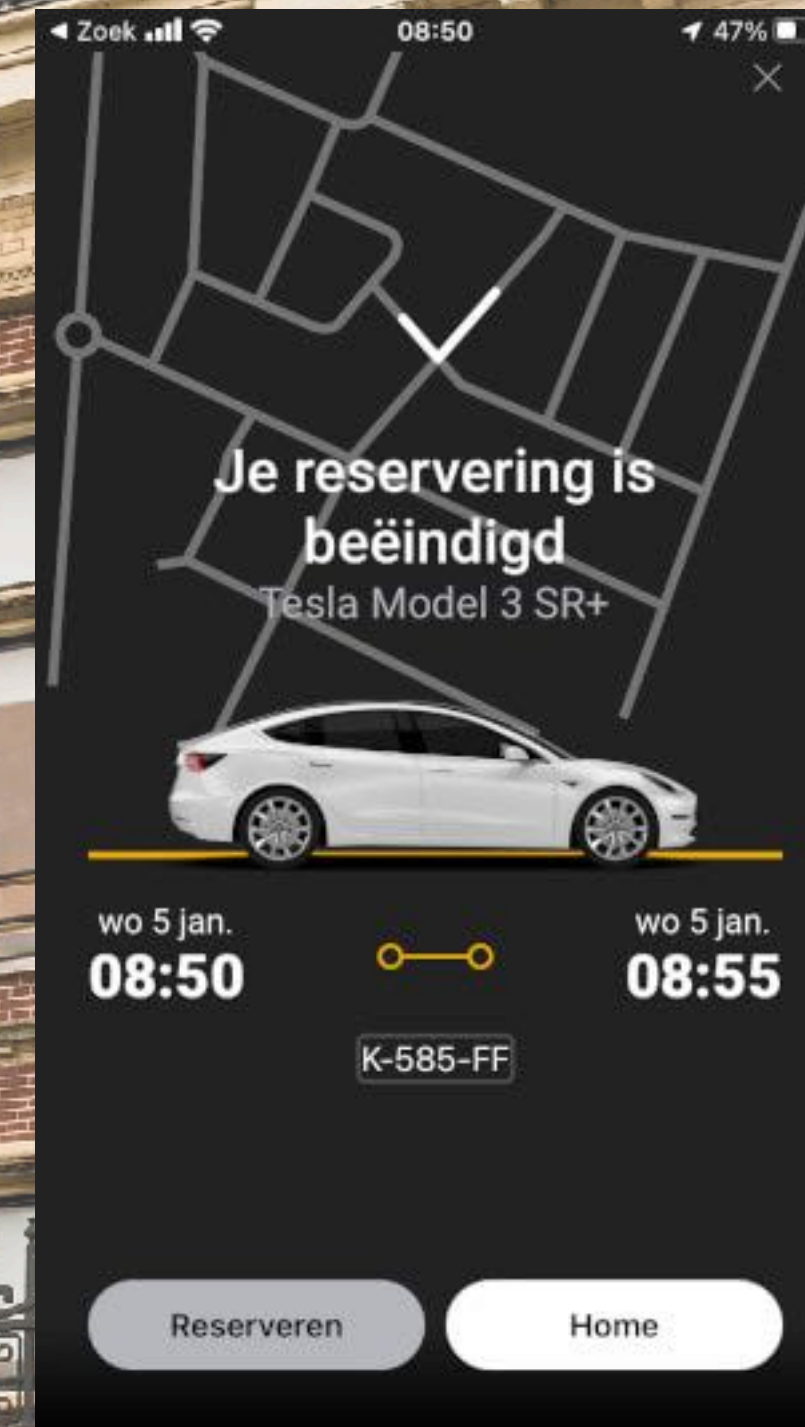 Zoek
08:50
47%
Je reservering is
beëindigd
Tesla Model 3 SR+
wo 5 jan.
wo 5 jan.
08:50
08:55
K-585-FF
Reserveren
Home